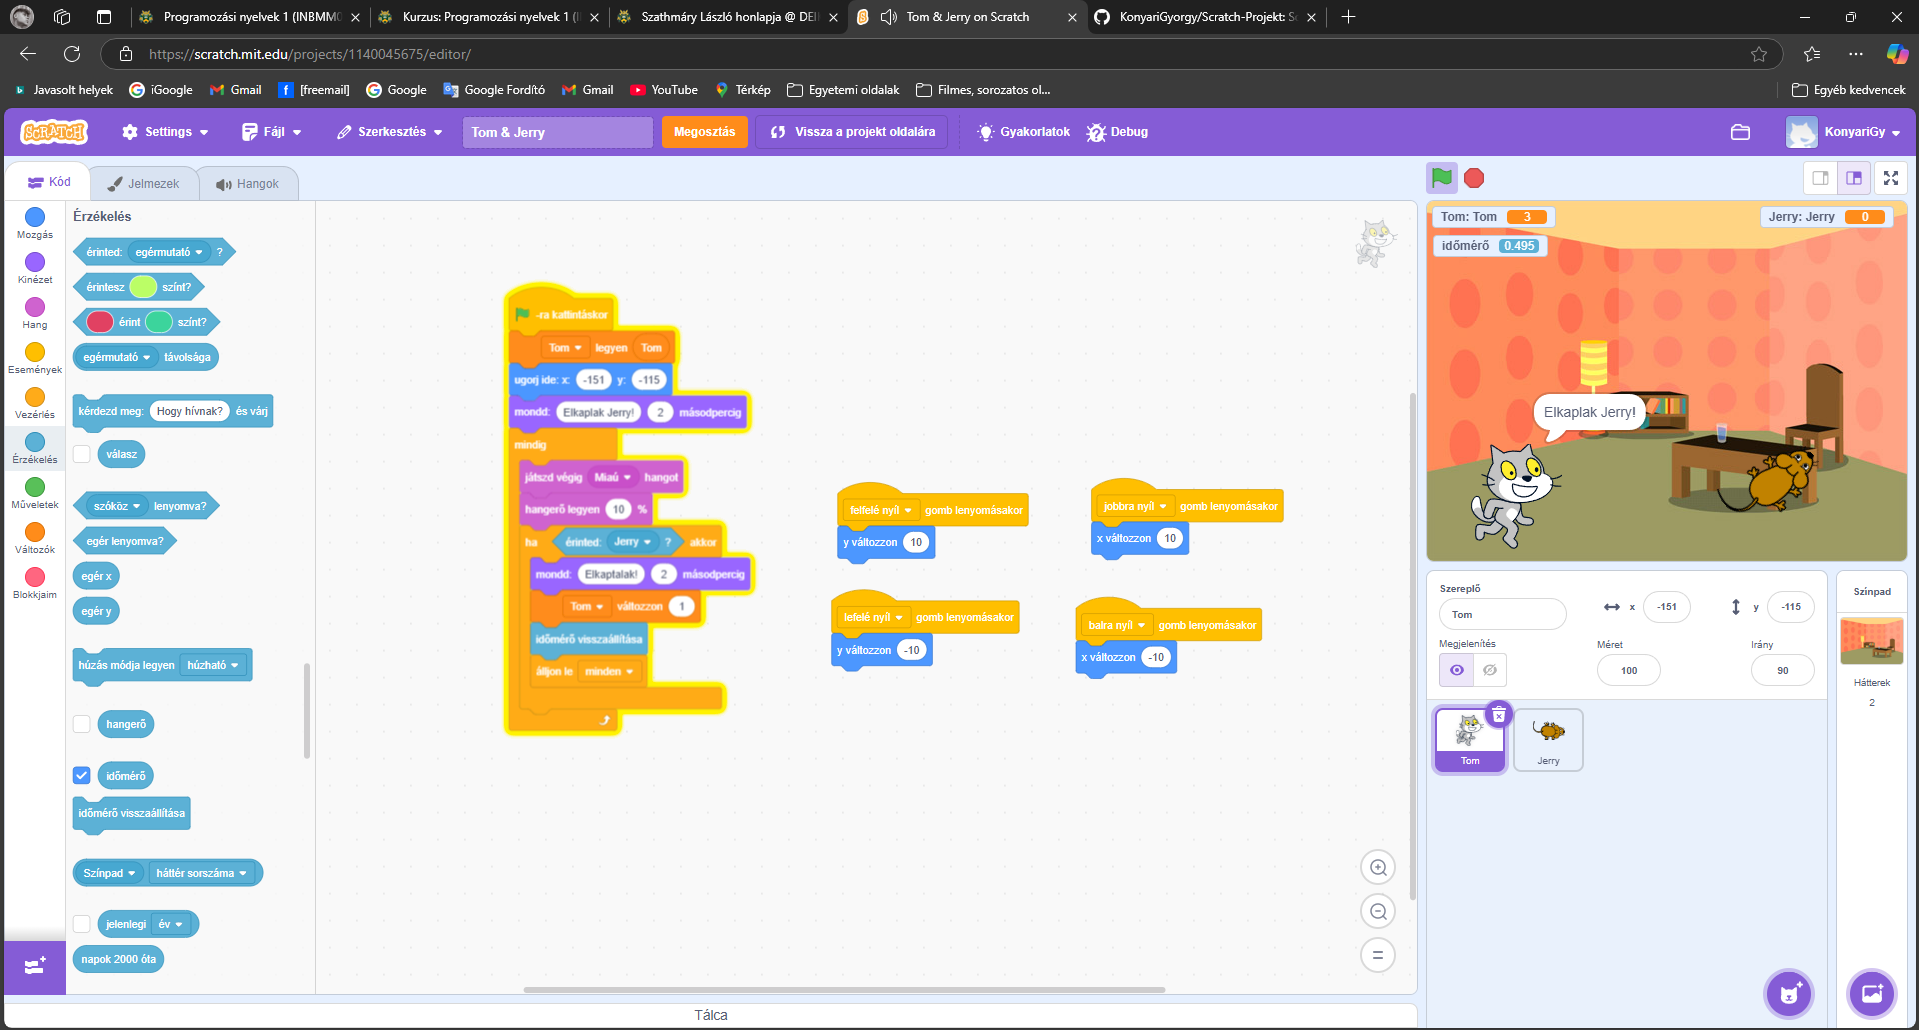 Programozási nyelvek 1 (INBMM0
Kurzus: Programozási nyelvek 1 (I
Szathmáry László honlapja @ DEI
Tom & Jerry on Scratch
KonyariGyorgy/Scratch-Projekt: S
https://scratch.mit.edu/projects/1140045675/editor/
Javasolt helyek
iGoogle
Gmail
[freemail]
Google
Google Fordító
Gmail
YouTube
Térkép
Egyetemi oldalak
Filmes, sorozatos ol...
Egyéb kedvencek
SCRATCH
Settings
Fájl
Szerkesztés
Tom & Jerry
Megosztás
Vissza a projekt oldalára
Gyakorlatok
Debug
KonyariGy
Kód
Jelmezek
Hangok
Mozgás
Kinézet
Hang
Események
Vezérlés
Érzékelés
Műveletek
Változók
Blokkjaim
Érzékelés
érinted: egérmutató ?
érintesz színt?
érint színt?
egérmutató távolsága
kérdezd meg: Hogy hívnak? és várj
válasz
szóköz lenyomva?
egér lenyomva?
egér x
egér y
húzás módja legyen húzható
hangerő
időmérő
időmérő visszaállítása
Színpad háttér sorszáma
jelenlegi év
napok 2000 óta
-ra kattintáskor
Tom legyen Tom
ugorj ide: x: -151 y: -115
mondd: Elkaplak Jerry! 2 másodpercig
mindig
játszd végig Miaú hangot
hangerő legyen 10 %
ha érinted: Jerry ? akkor
mondd: Elkaptalak! 2 másodpercig
Tom változzon 1
időmérő visszaállítása
álljon le minden
felfelé nyíl gomb lenyomásakor
y változzon 10
jobbra nyíl gomb lenyomásakor
x változzon 10
lefelé nyíl gomb lenyomásakor
y változzon -10
balra nyíl gomb lenyomásakor
x változzon -10
Tálca
Tom: Tom 3
Jerry: Jerry 0
időmérő 0.495
Elkaplak Jerry!
Szereplő
Tom
x -151
y -115
Megjelenítés
Méret
100
Irány
90
Tom
Jerry
Színpad
Hátterek
2